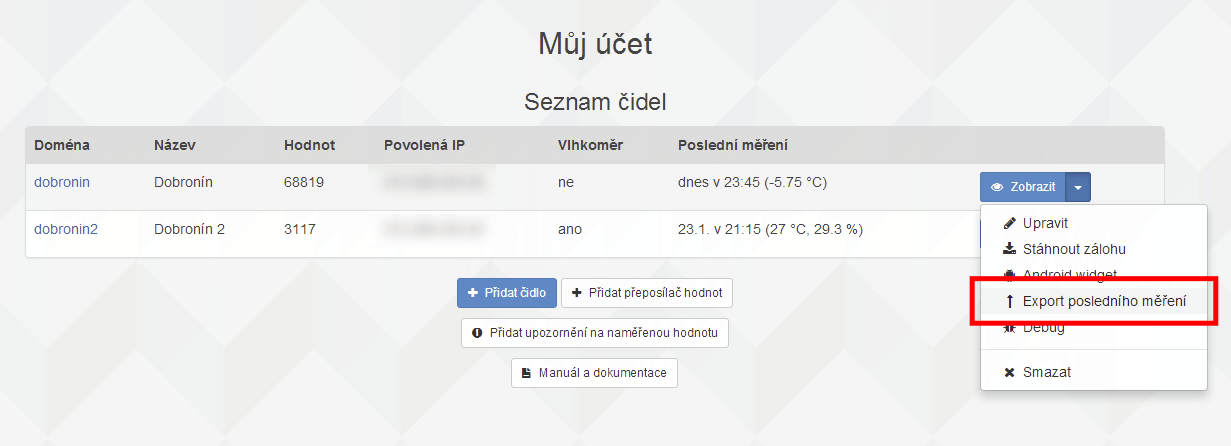 Můj účet
Seznam čidel
Doména Název Hodnot Povolená IP Vlhkoměr Poslední měření
dobronin Dobronín 68819 ne dnes v 23:45 (-5.75 °C) Zobrazit
dobronin2 Dobronín 2 3117 ano 23.1. v 21:15 (27 °C, 29.3 %)
Upravit
Stáhnout zálohu
Android widget
Export posledního měření
Debug
Smazat
Přidat čidlo Přidat přeposílač hodnot
Přidat upozornění na naměřenou hodnotu
Manuál a dokumentace